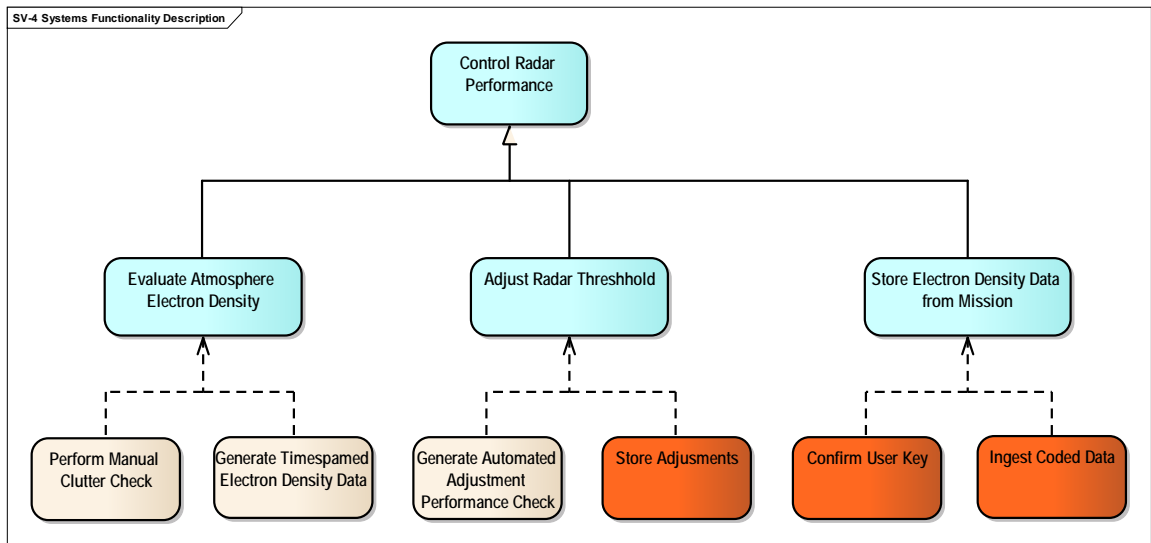 SV-4 Systems Functionality Description
Control Radar
Performance
Evaluate Atmosphere
Electron Density
Adjust Radar Threshhold
Store Electron Density Data
from Mission
Perform Manual
Clutter Check
Generate Timespamed
Electron Density Data
Generate Automated
Adjustment
Performance Check
Store Adjusments
Confirm User Key
Ingest Coded Data